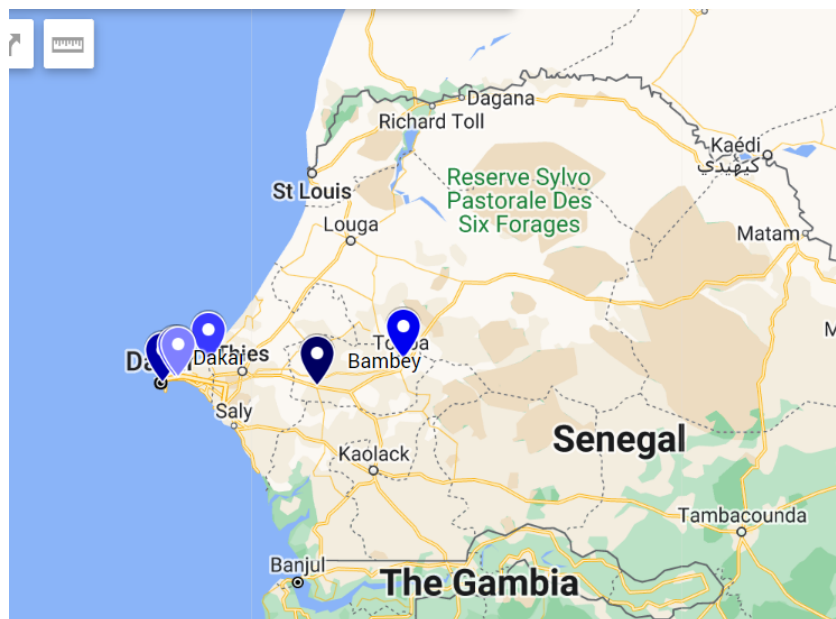 Dagana
Richard Toll
Kaédi
كيهيدي
St Louis
Reserve Sylvo
Pastorale Des
Six Forages
Louga
Matam
Dakar
Bambey
Saly
Senegal
Kaolack
Tambacounda
Banjul
The Gambia